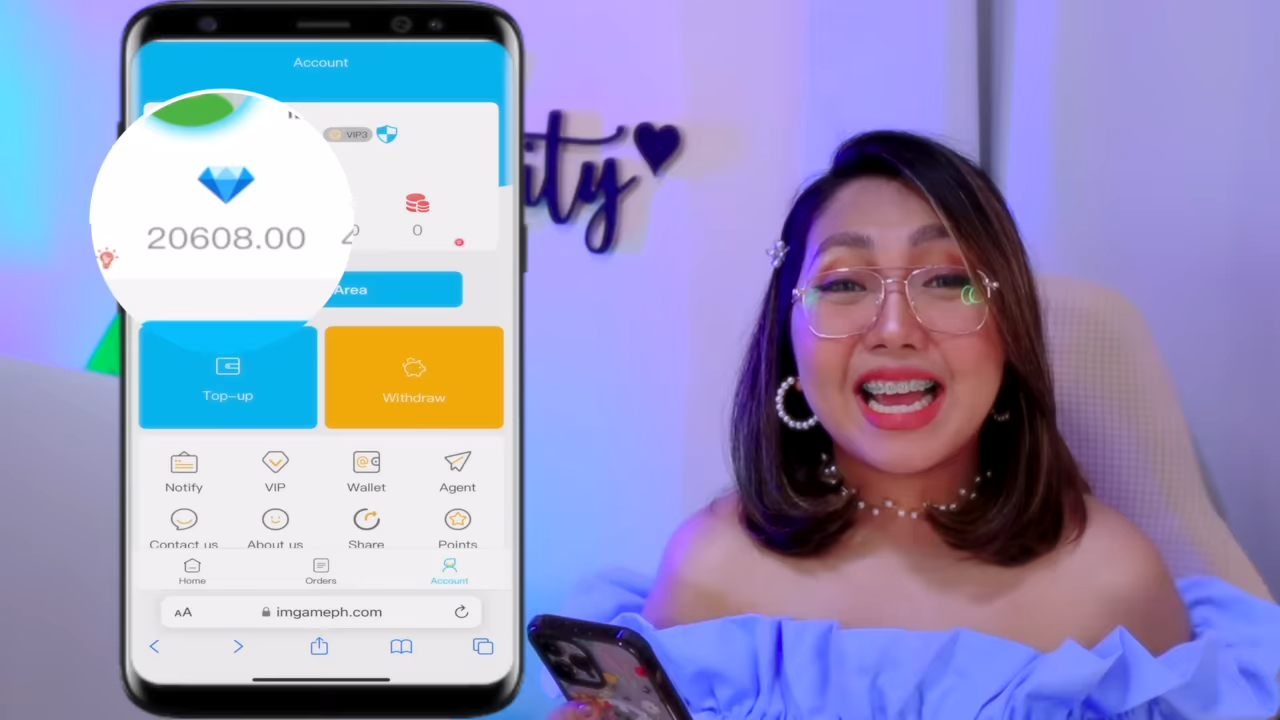 Account
VIP3
20608.00
0
Area
Top-up
Withdraw
Notify
VIP
Wallet
Agent
Contact us
About us
Share
Points
Home
Orders
Account
AA
imgameph.com
ity